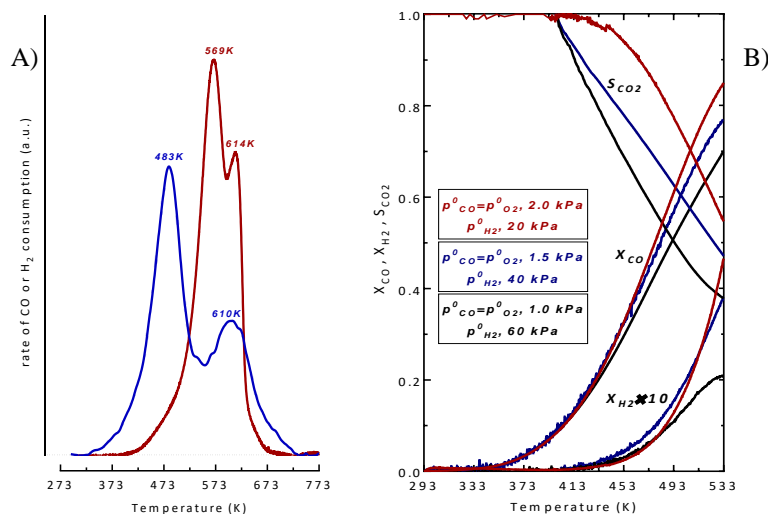 A)
rate of CO or H2 consumption (a.u.)
569K
614K
483K
610K
273 373 473 573 673 773
Temperature (K)
B)
XCO, XH2, SCO2
1.0
0.8
0.6
0.4
0.2
0.0
SCO2
p0CO=p0O2, 2.0 kPa
p0H2, 20 kPa
p0CO=p0O2, 1.5 kPa
p0H2, 40 kPa
p0CO=p0O2, 1.0 kPa
p0H2, 60 kPa
XCO
XH2✖10
293 333 373 413 453 493 533
Temperature (K)